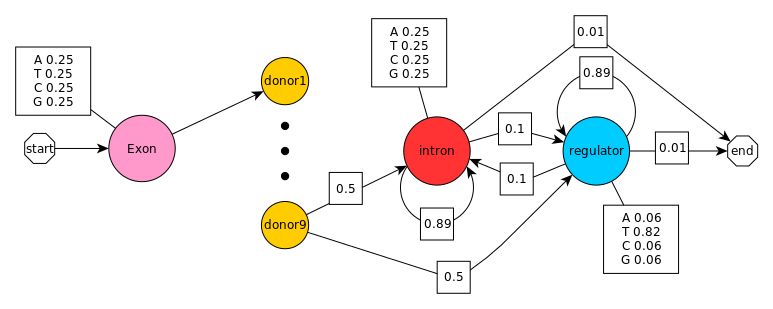 A 0.25
T 0.25
C 0.25
G 0.25
start
Exon
donor1
donor9
0.5
0.5
A 0.25
T 0.25
C 0.25
G 0.25
intron
0.89
0.1
0.1
0.01
0.89
regulator
0.01
end
A 0.06
T 0.82
C 0.06
G 0.06